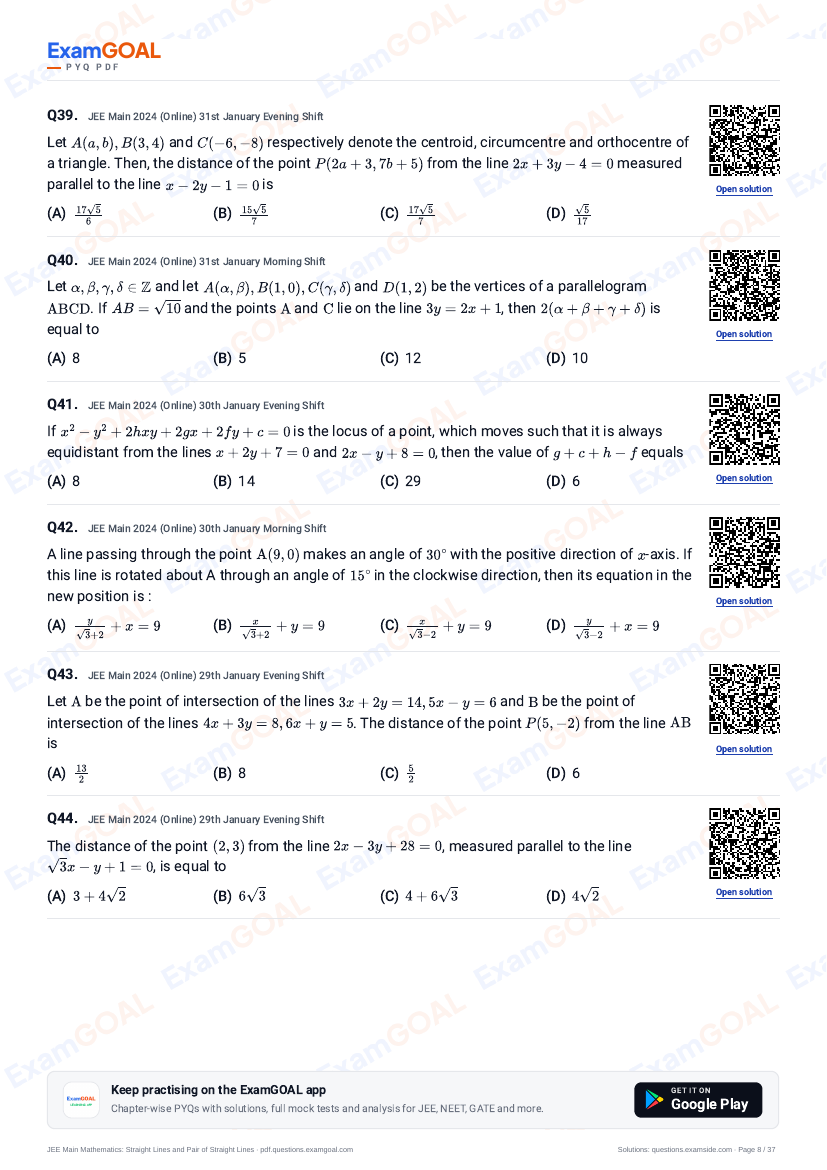 ExamGOAL
PYQ PDF
Q39. JEE Main 2024 (Online) 31st January Evening Shift
Let A(a, b), B(3, 4) and C(−6, −8) respectively denote the centroid, circumcentre and orthocentre of
a triangle. Then, the distance of the point P(2a + 3, 7b + 5) from the line 2x + 3y − 4 = 0 measured
parallel to the line x − 2y − 1 = 0 is
(A) 17√5/6 (B) 15√5/7 (C) 17√5/7 (D) √5/17
Open solution
Q40. JEE Main 2024 (Online) 31st January Morning Shift
Let α, β, γ, δ ∈ ℤ and let A(α, β), B(1, 0), C(γ, δ) and D(1, 2) be the vertices of a parallelogram
ABCD. If AB = √10 and the points A and C lie on the line 3y = 2x + 1, then 2(α + β + γ + δ) is
equal to
(A) 8 (B) 5 (C) 12 (D) 10
Open solution
Q41. JEE Main 2024 (Online) 30th January Evening Shift
If x² − y² + 2hxy + 2gx + 2fy + c = 0 is the locus of a point, which moves such that it is always
equidistant from the lines x + 2y + 7 = 0 and 2x − y + 8 = 0, then the value of g + c + h − f equals
(A) 8 (B) 14 (C) 29 (D) 6
Open solution
Q42. JEE Main 2024 (Online) 30th January Morning Shift
A line passing through the point A(9, 0) makes an angle of 30° with the positive direction of x-axis. If
this line is rotated about A through an angle of 15° in the clockwise direction, then its equation in the
new position is :
(A) y/(√3+2) + x = 9 (B) x/(√3+2) + y = 9 (C) x/(√3−2) + y = 9 (D) y/(√3−2) + x = 9
Open solution
Q43. JEE Main 2024 (Online) 29th January Evening Shift
Let A be the point of intersection of the lines 3x + 2y = 14, 5x − y = 6 and B be the point of
intersection of the lines 4x + 3y = 8, 6x + y = 5. The distance of the point P(5, −2) from the line AB
is
(A) 13/2 (B) 8 (C) 5/2 (D) 6
Open solution
Q44. JEE Main 2024 (Online) 29th January Evening Shift
The distance of the point (2, 3) from the line 2x − 3y + 28 = 0, measured parallel to the line
√3x − y + 1 = 0, is equal to
(A) 3 + 4√2 (B) 6√3 (C) 4 + 6√3 (D) 4√2
Open solution
ExamGOAL
Keep practising on the ExamGOAL app
Chapter-wise PYQs with solutions, full mock tests and analysis for JEE, NEET, GATE and more.
GET IT ON
Google Play
JEE Main Mathematics: Straight Lines and Pair of Straight Lines · pdf.questions.examgoal.com
Solutions: questions.examside.com · Page 8 / 37